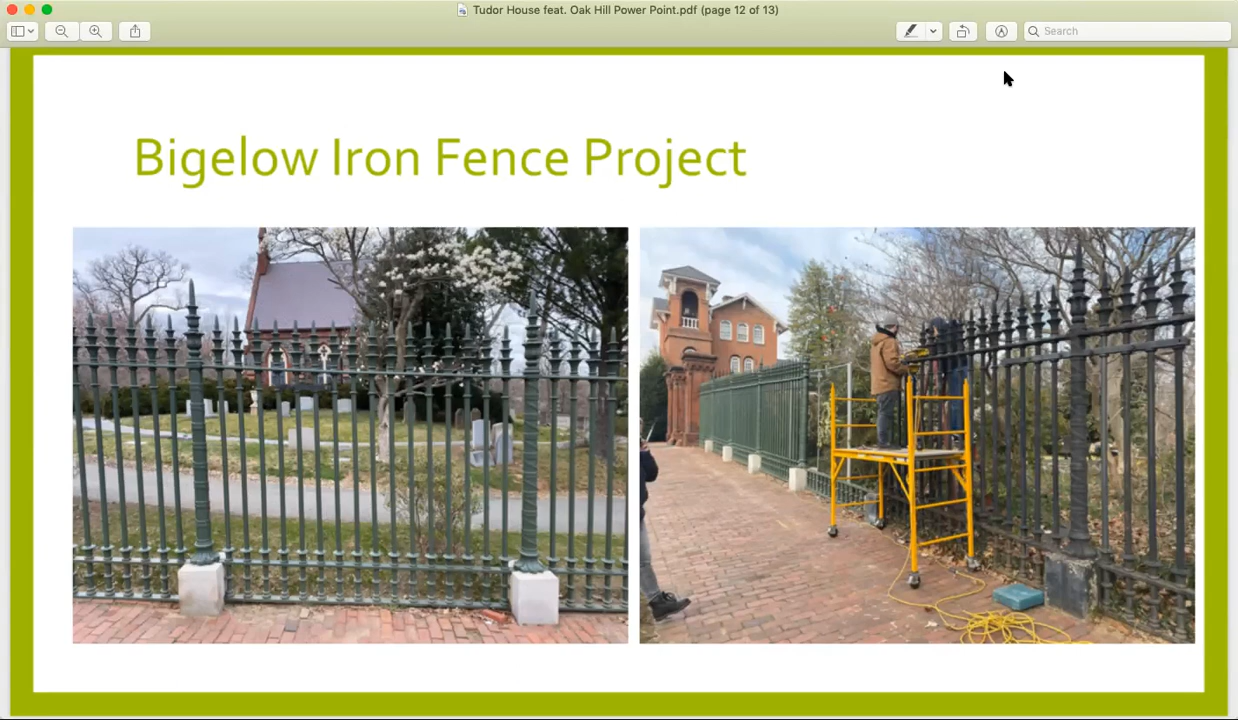 Tudor House feat. Oak Hill Power Point.pdf (page 12 of 13)
Search
Bigelow Iron Fence Project